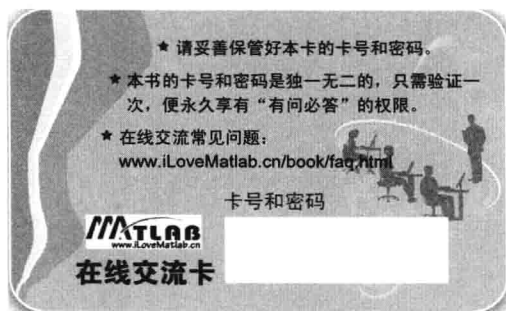 ★ 请妥善保管好本卡的卡号和密码。
★ 本书的卡号和密码是独一无二的，只需验证一
次，便永久享有“有问必答”的权限。
★ 在线交流常见问题：
www.iLoveMatlab.cn/book/faq.html
卡号和密码
MATLAB
www.iLoveMatlab.cn
在线交流卡